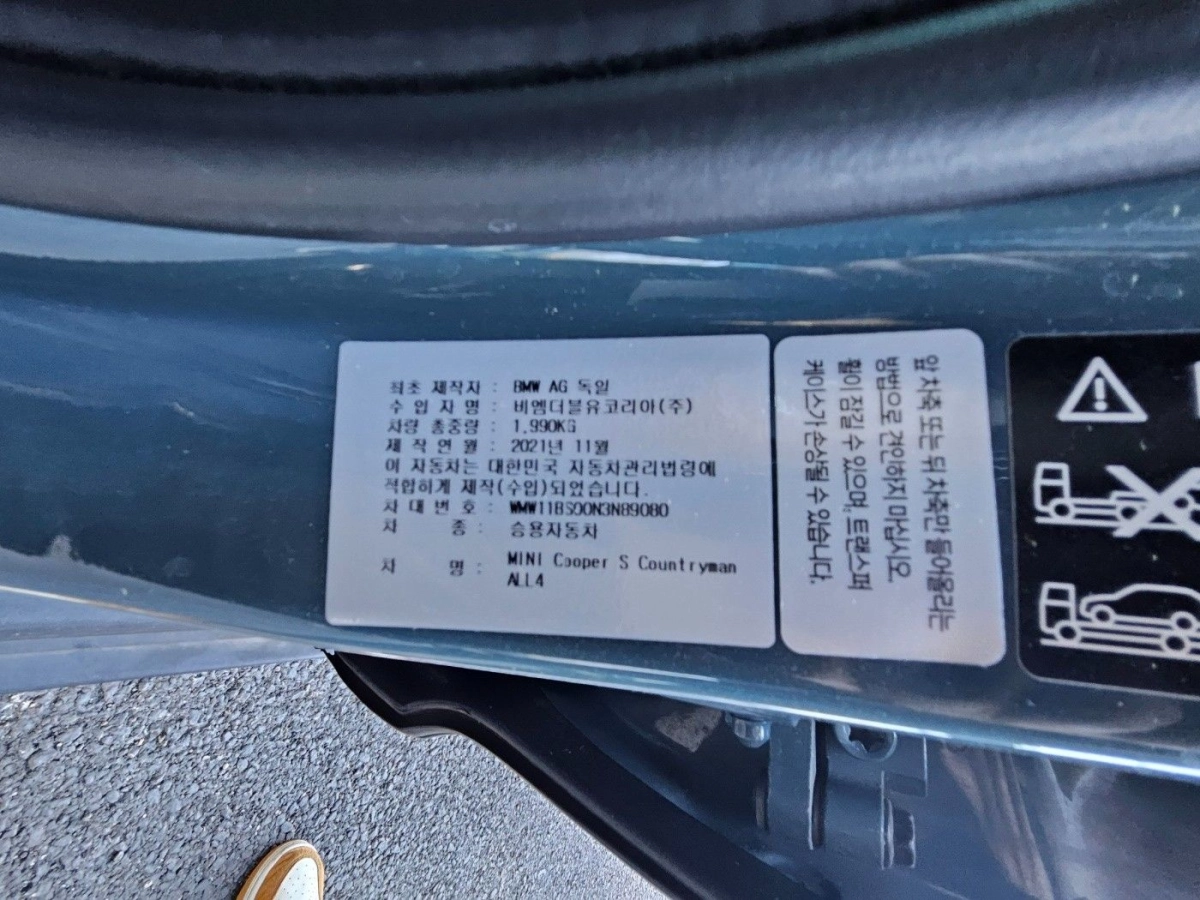 최초 제작자 : BMW AG 독일
수 입 자 명 : 비엠더블유코리아(주)
차량 총중량 : 1,990KG
제 작 연 월 : 2021년 11월
이 자동차는 대한민국 자동차관리법령에
적합하게 제작(수입)되었습니다.
차 대 번 호 : WMW11BS00N3N89080
차 종 : 승용자동차
차 명 : MINI Cooper S Countryman
ALL4
앞 차축 또는 뒤 차축만 들어올리는
방법으로 견인하지 마십시오.
휠이 잠길 수 있으며, 트랜스퍼
케이스가 손상될 수 있습니다.